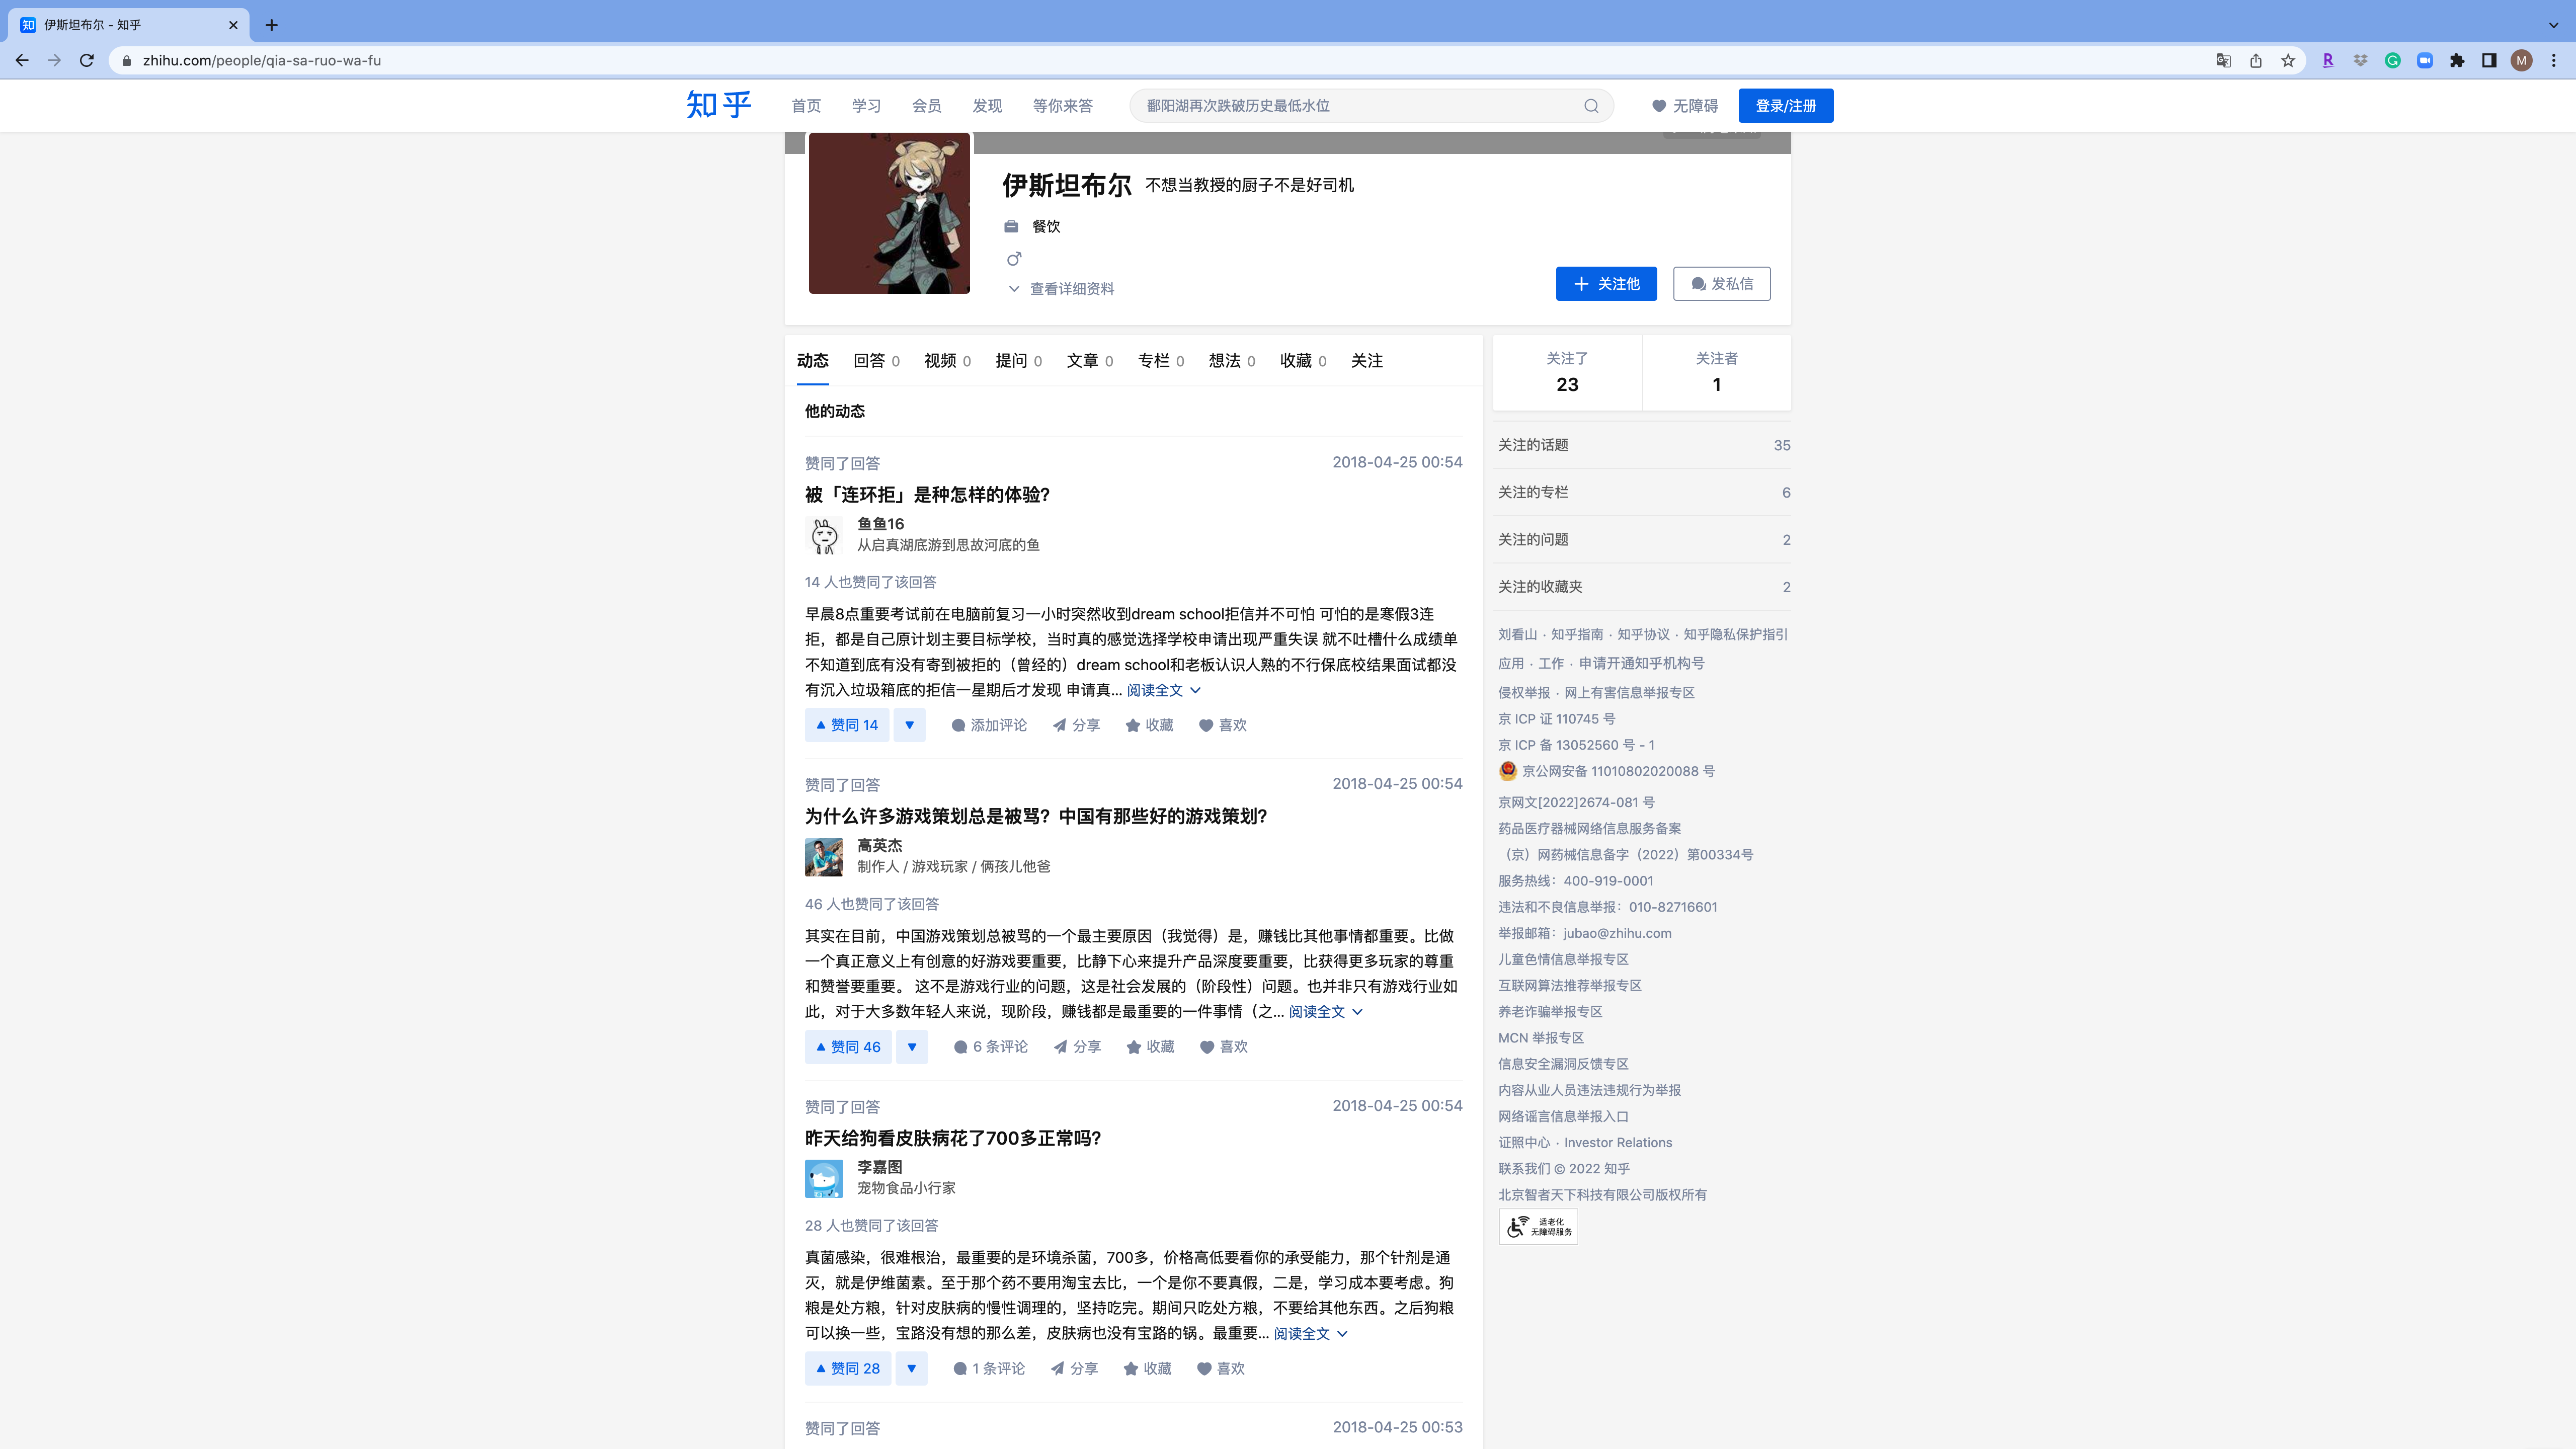 伊斯坦布尔 - 知乎
zhihu.com/people/qia-sa-ruo-wa-fu
M
知乎
首页
学习
会员
发现
等你来答
鄱阳湖再次跌破历史最低水位
无障碍
登录/注册
伊斯坦布尔 不想当教授的厨子不是好司机
餐饮
查看详细资料
关注他
发私信
动态
回答 0
视频 0
提问 0
文章 0
专栏 0
想法 0
收藏 0
关注
他的动态
赞同了回答 2018-04-25 00:54
被「连环拒」是种怎样的体验?
鱼鱼16
从启真湖底游到思故河底的鱼
14 人也赞同了该回答
早晨8点重要考试前在电脑前复习一小时突然收到dream school拒信并不可怕 可怕的是寒假3连
拒，都是自己原计划主要目标学校，当时真的感觉选择学校申请出现严重失误 就不吐槽什么成绩单
不知道到底有没有寄到被拒的（曾经的）dream school和老板认识人熟的不行保底校结果面试都没
有沉入垃圾箱底的拒信一星期后才发现 申请真... 阅读全文
赞同 14
添加评论
分享
收藏
喜欢
赞同了回答 2018-04-25 00:54
为什么许多游戏策划总是被骂？中国有那些好的游戏策划?
高英杰
制作人 / 游戏玩家 / 俩孩儿他爸
46 人也赞同了该回答
其实在目前，中国游戏策划总被骂的一个最主要原因（我觉得）是，赚钱比其他事情都重要。比做
一个真正意义上有创意的好游戏要重要，比静下心来提升产品深度要重要，比获得更多玩家的尊重
和赞誉要重要。 这不是游戏行业的问题，这是社会发展的（阶段性）问题。也并非只有游戏行业如
此，对于大多数年轻人来说，现阶段，赚钱都是最重要的一件事情（之... 阅读全文
赞同 46
6 条评论
分享
收藏
喜欢
赞同了回答 2018-04-25 00:54
昨天给狗看皮肤病花了700多正常吗?
李嘉图
宠物食品小行家
28 人也赞同了该回答
真菌感染，很难根治，最重要的是环境杀菌，700多，价格高低要看你的承受能力，那个针剂是通
灭，就是伊维菌素。至于那个药不要用淘宝去比，一个是你不要真假，二是，学习成本要考虑。狗
粮是处方粮，针对皮肤病的慢性调理的，坚持吃完。期间只吃处方粮，不要给其他东西。之后狗粮
可以换一些，宝路没有想的那么差，皮肤病也没有宝路的锅。最重要... 阅读全文
赞同 28
1 条评论
分享
收藏
喜欢
赞同了回答 2018-04-25 00:53
关注了
23
关注者
1
关注的话题 35
关注的专栏 6
关注的问题 2
关注的收藏夹 2
刘看山 · 知乎指南 · 知乎协议 · 知乎隐私保护指引
应用 · 工作 · 申请开通知乎机构号
侵权举报 · 网上有害信息举报专区
京 ICP 证 110745 号
京 ICP 备 13052560 号 - 1
京公网安备 11010802020088 号
京网文[2022]2674-081 号
药品医疗器械网络信息服务备案
（京）网药械信息备字（2022）第00334号
服务热线：400-919-0001
违法和不良信息举报：010-82716601
举报邮箱：jubao@zhihu.com
儿童色情信息举报专区
互联网算法推荐举报专区
养老诈骗举报专区
MCN 举报专区
信息安全漏洞反馈专区
内容从业人员违法违规行为举报
网络谣言信息举报入口
证照中心 · Investor Relations
联系我们 © 2022 知乎
北京智者天下科技有限公司版权所有
适老化
无障碍服务